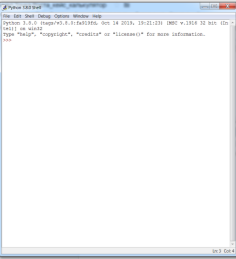 Python 3.8.0 Shell
File Edit Shell Debug Options Window Help
Python 3.8.0 (tags/v3.8.0:fa919fd, Oct 14 2019, 19:21:23) [MSC v.1916 32 bit (In
tel)] on win32
Type "help", "copyright", "credits" or "license()" for more information.
>>>
Ln: 3 Col: 4